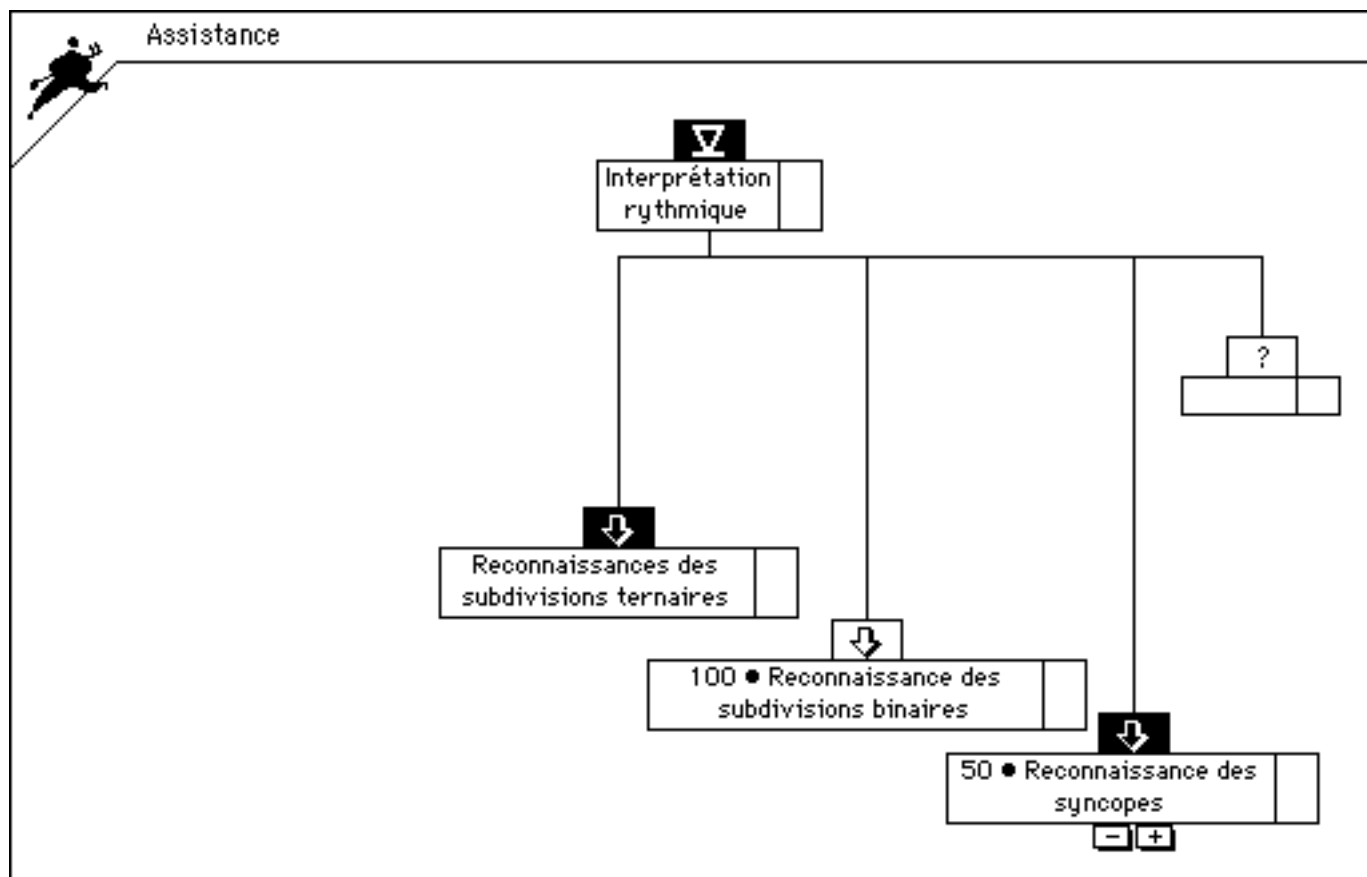 Assistance
Interprétation
rythmique
?
Reconnaissances des
subdivisions ternaires
100 ● Reconnaissance des
subdivisions binaires
50 ● Reconnaissance des
syncopes
- +